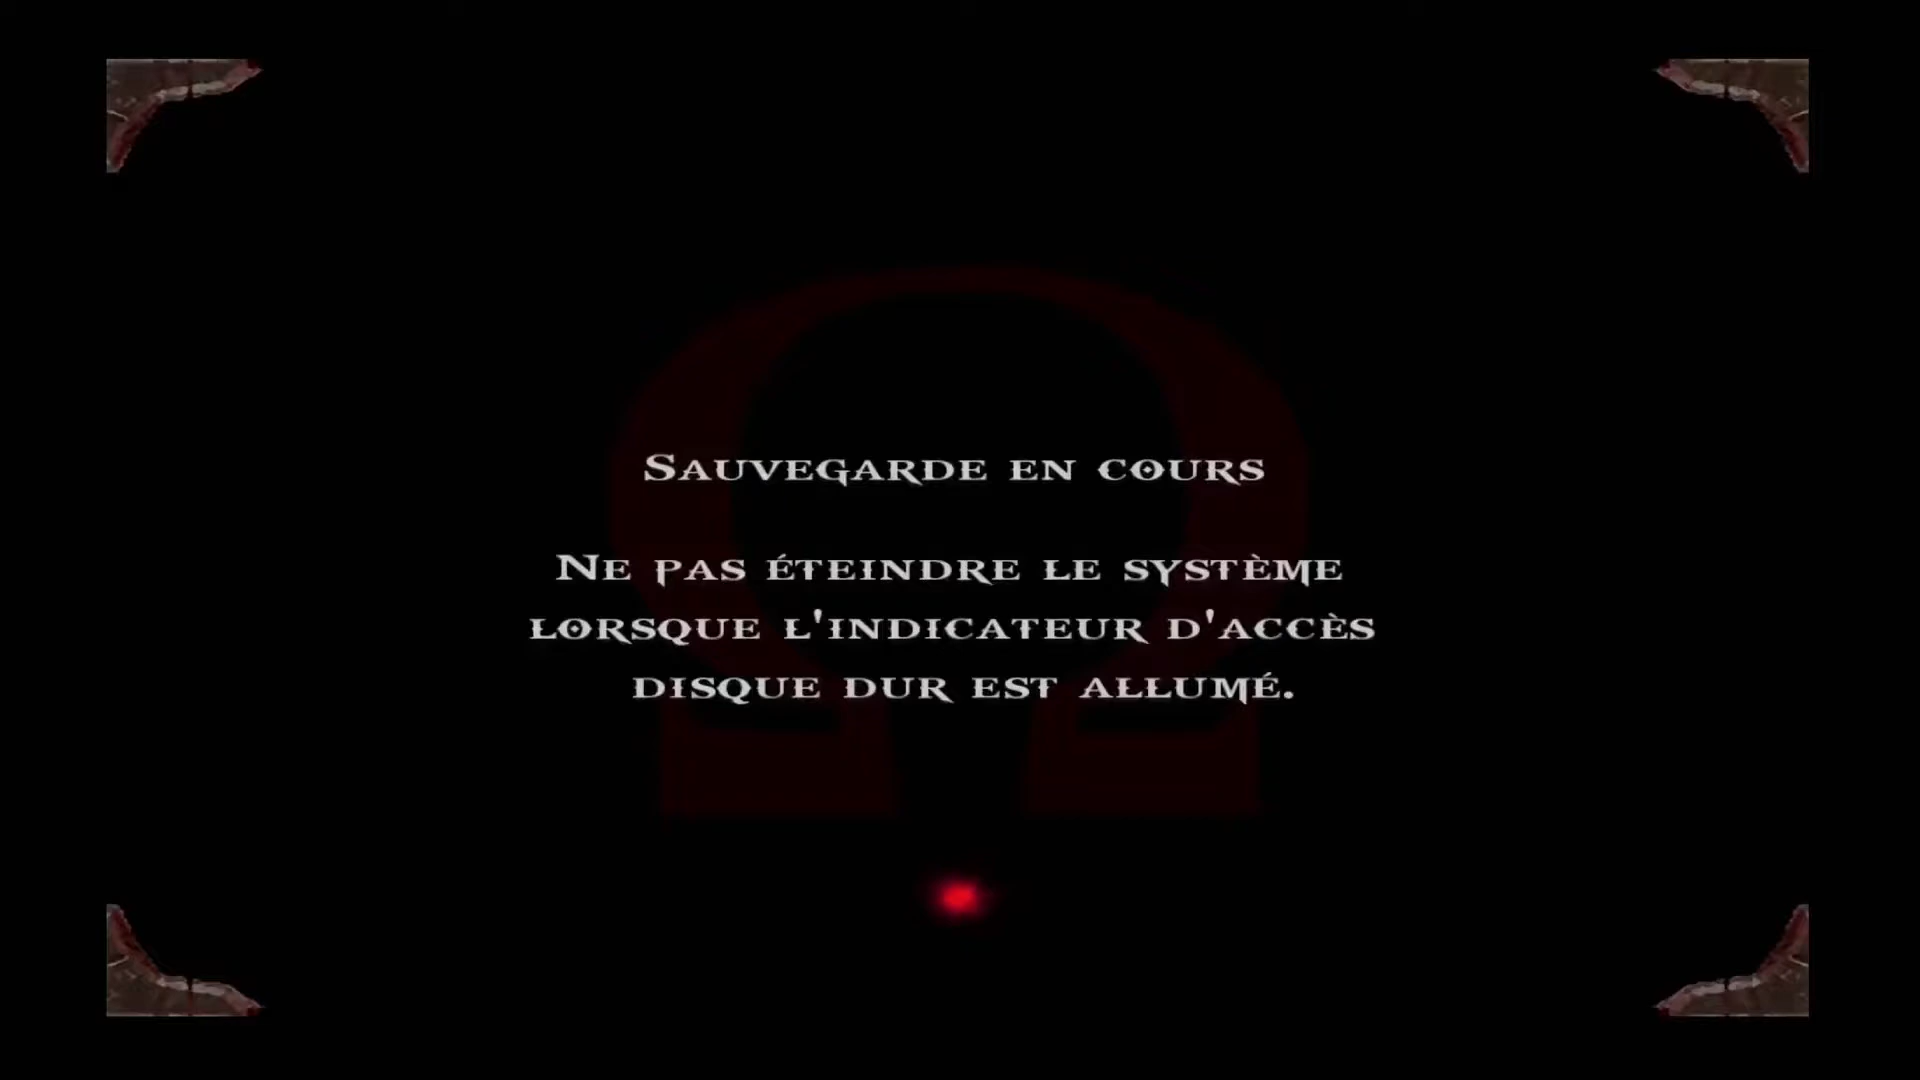 Sauvegarde en cours
Ne pas éteindre le système
lorsque l'indicateur d'accès
disque dur est allumé.